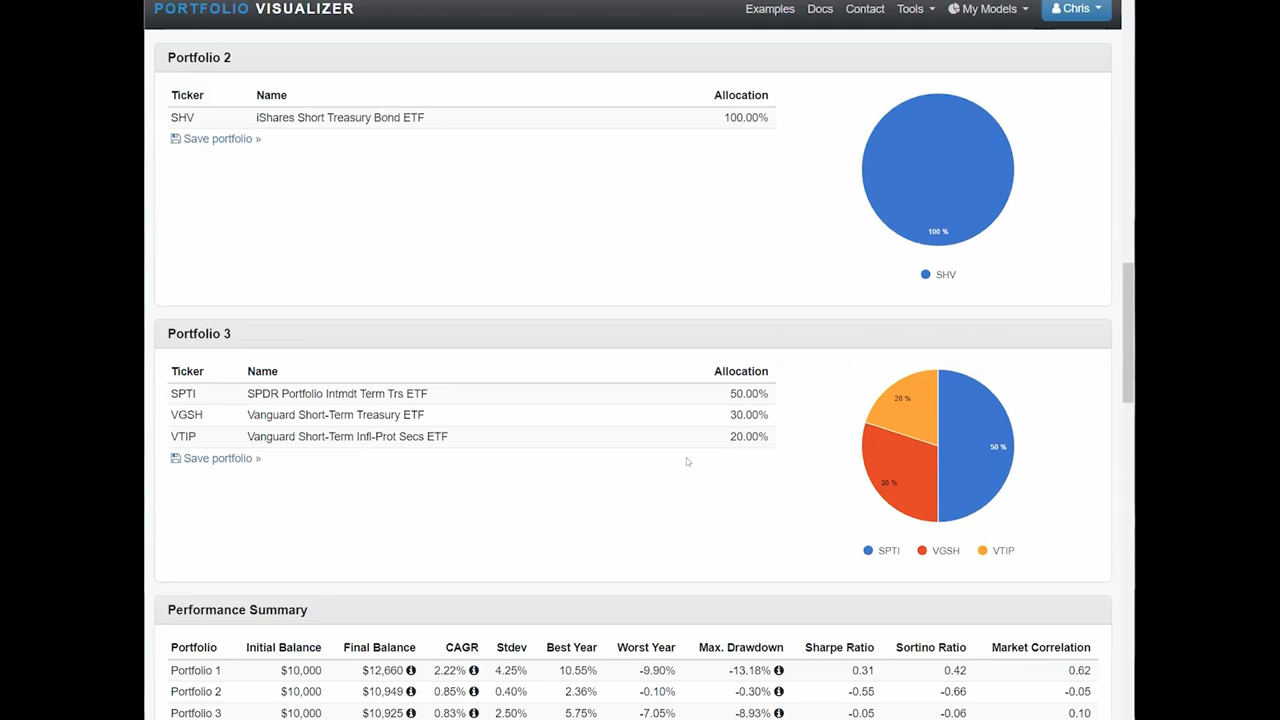 PORTFOLIO VISUALIZER Examples Docs Contact Tools My Models Chris
Portfolio 2
Ticker Name Allocation
SHV iShares Short Treasury Bond ETF 100.00%
Save portfolio »
100 %
SHV
Portfolio 3
Ticker Name Allocation
SPTI SPDR Portfolio Intmdt Term Trs ETF 50.00%
VGSH Vanguard Short-Term Treasury ETF 30.00%
VTIP Vanguard Short-Term Infl-Prot Secs ETF 20.00%
Save portfolio »
20 %
50 %
30 %
SPTI VGSH VTIP
Performance Summary
Portfolio Initial Balance Final Balance CAGR Stdev Best Year Worst Year Max. Drawdown Sharpe Ratio Sortino Ratio Market Correlation
Portfolio 1 $10,000 $12,660 2.22% 4.25% 10.55% -9.90% -13.18% 0.31 0.42 0.62
Portfolio 2 $10,000 $10,949 0.85% 0.40% 2.36% -0.10% -0.30% -0.55 -0.66 -0.05
Portfolio 3 $10,000 $10,925 0.83% 2.50% 5.75% -7.05% -8.93% -0.05 -0.06 0.10